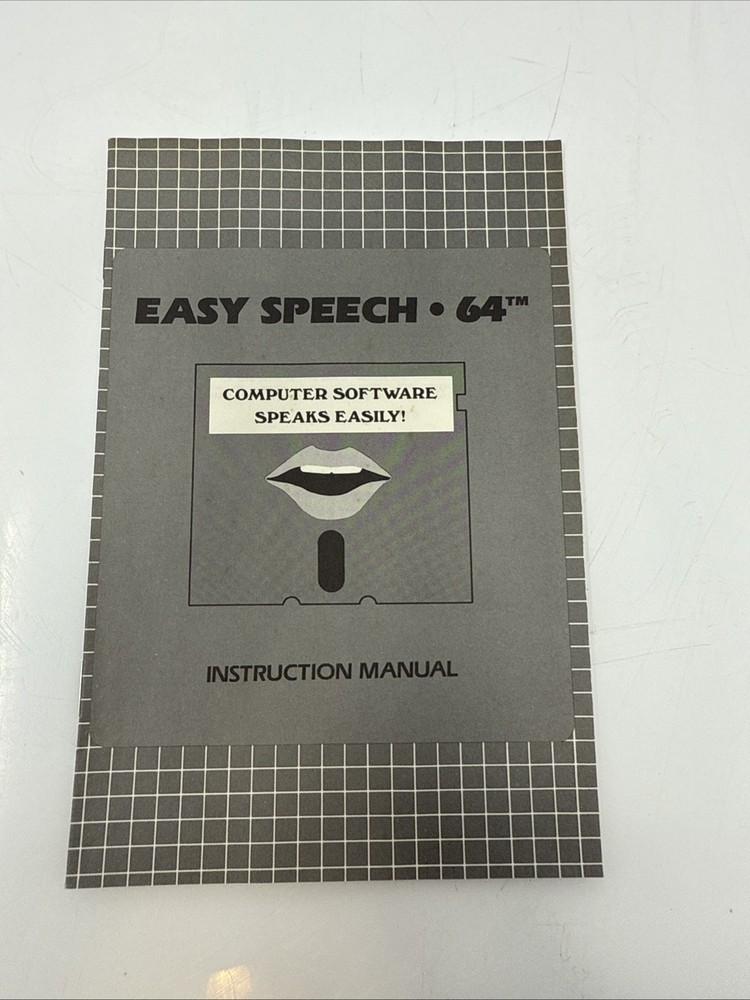 EASY SPEECH • 64™
COMPUTER SOFTWARE
SPEAKS EASILY!
INSTRUCTION MANUAL